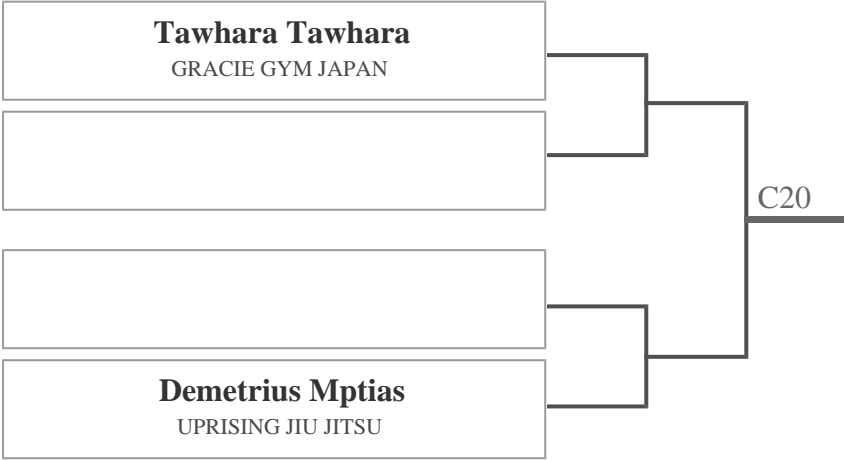 Tawhara Tawhara
GRACIE GYM JAPAN
C20
Demetrius Mptias
UPRISING JIU JITSU